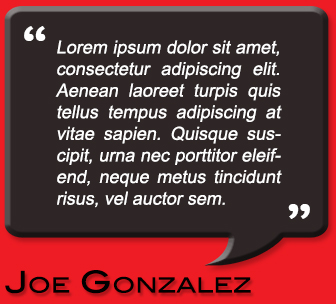 “
Lorem ipsum dolor sit amet,
consectetur adipiscing elit.
Aenean laoreet turpis quis
tellus tempus adipiscing at
vitae sapien. Quisque sus-
cipit, urna nec porttitor eleif-
end, neque metus tincidunt
risus, vel auctor sem.
”
JOE GONZALEZ